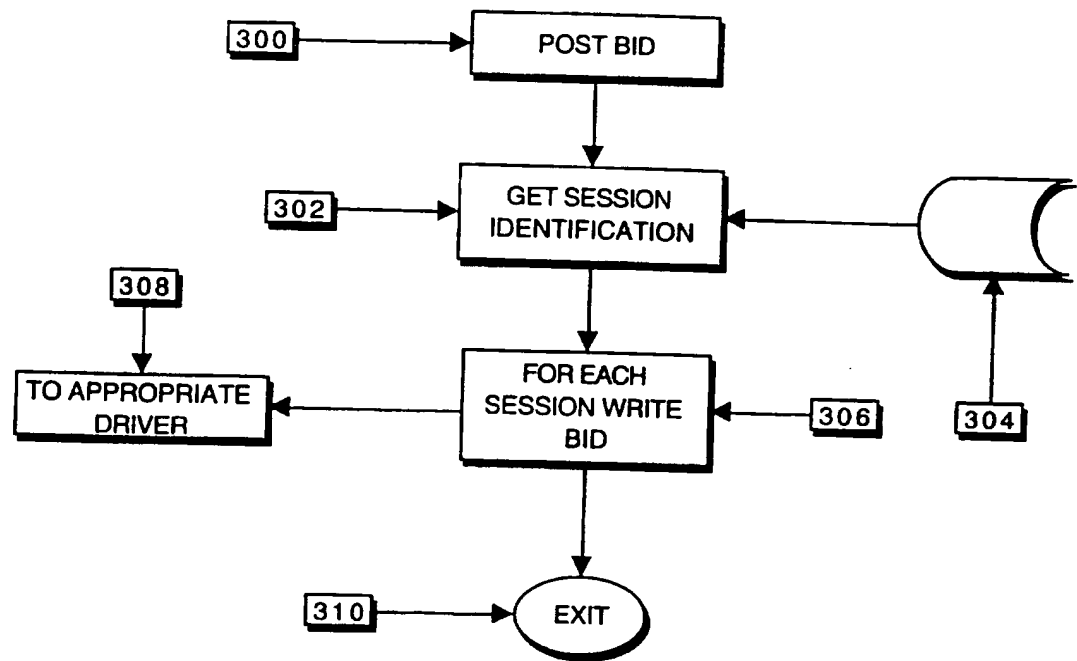 300
POST BID
302
GET SESSION
IDENTIFICATION
308
TO APPROPRIATE
DRIVER
FOR EACH
SESSION WRITE
BID
306
304
310
EXIT